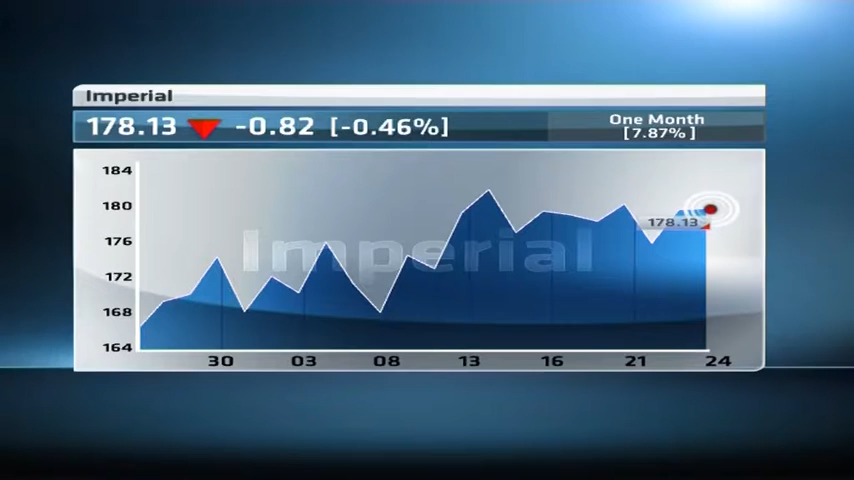 Imperial
178.13 -0.82 [-0.46%]
One Month
[7.87%]
184
180
176
172
168
164
Imperial
178.13
30 03 08 13 16 21 24